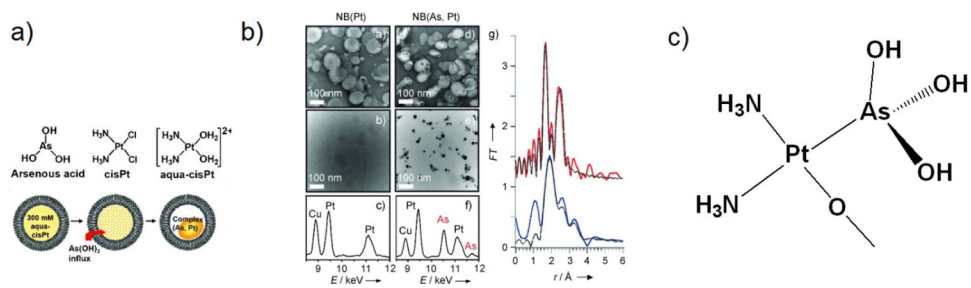 a)
OH
As
HO OH
Arsenous acid
H₃N Cl
Pt
H₃N Cl
cisPt
[H₃N OH₂]²⁺
Pt
H₃N OH₂
aqua-cisPt
300 mM
aqua-
cisPt
As(OH)₃
influx
Complex
(As, Pt)
b)
NB(Pt)
NB(As, Pt)
a)
100 nm
d)
100 nm
b)
100 nm
e)
100 nm
c)
Cu
Pt
Pt
9 10 11 12
E / keV
f)
Pt
Cu
As
Pt
As
9 10 11 12
E / keV
g)
FT
3
2
1
0
0 1 2 3 4 5 6
r / Å
c)
OH
OH
As
H₃N
Pt
OH
H₃N
O